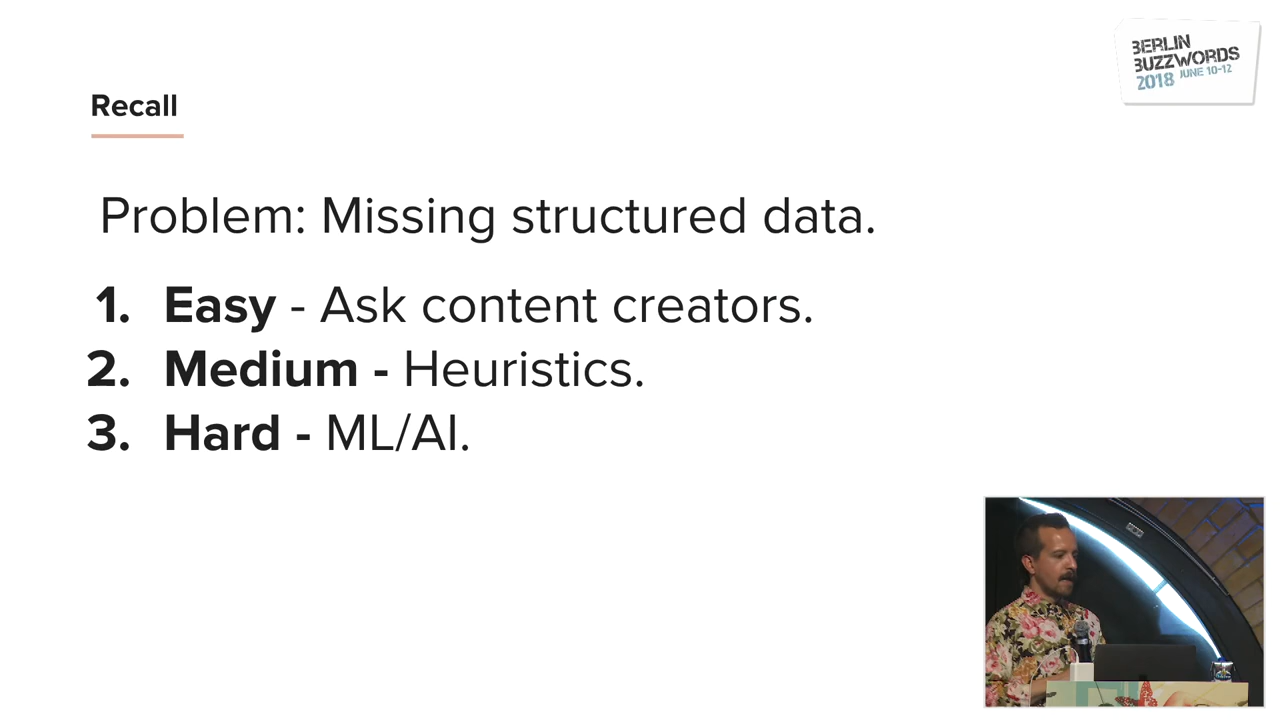 BERLIN
BUZZWORDS
2018 JUNE 10-12
Recall
Problem: Missing structured data.
1. Easy - Ask content creators.
2. Medium - Heuristics.
3. Hard - ML/AI.